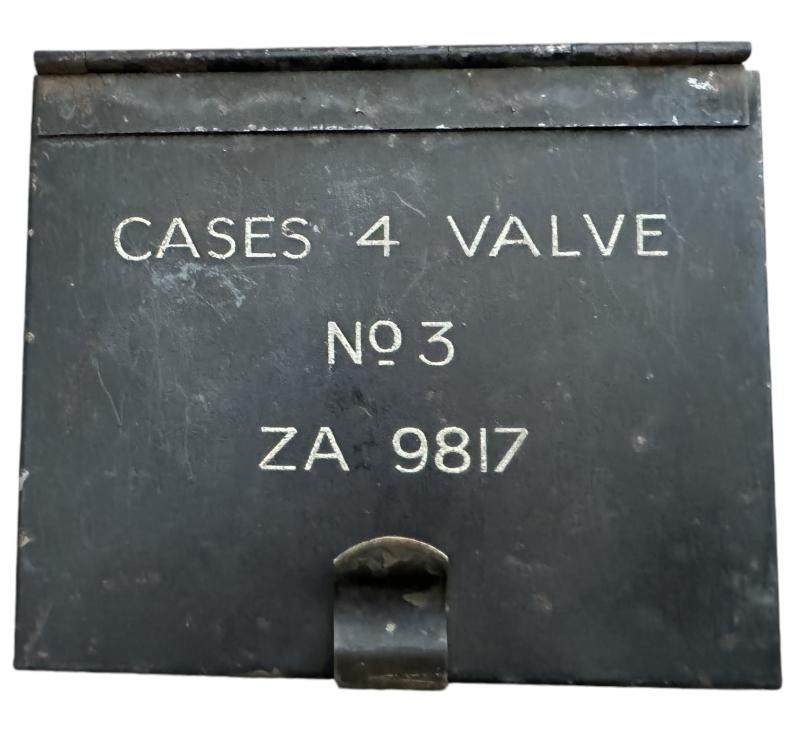 CASES 4 VALVE
Nº 3
ZA 9817